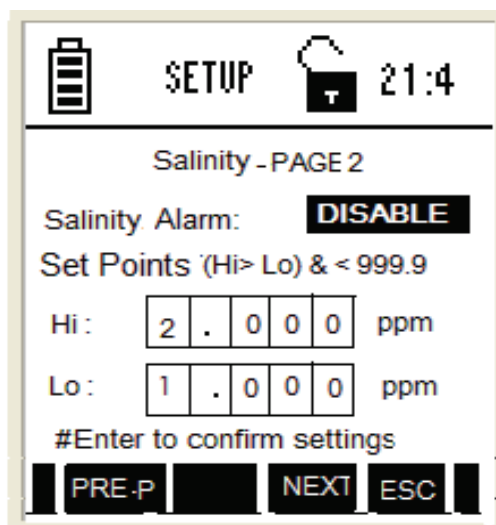 SETUP 21:4
Salinity - PAGE 2
Salinity Alarm: DISABLE
Set Points (Hi> Lo) & < 999.9
Hi : 2 . 0 0 0 ppm
Lo : 1 . 0 0 0 ppm
#Enter to confirm settings
PRE-P NEXT ESC